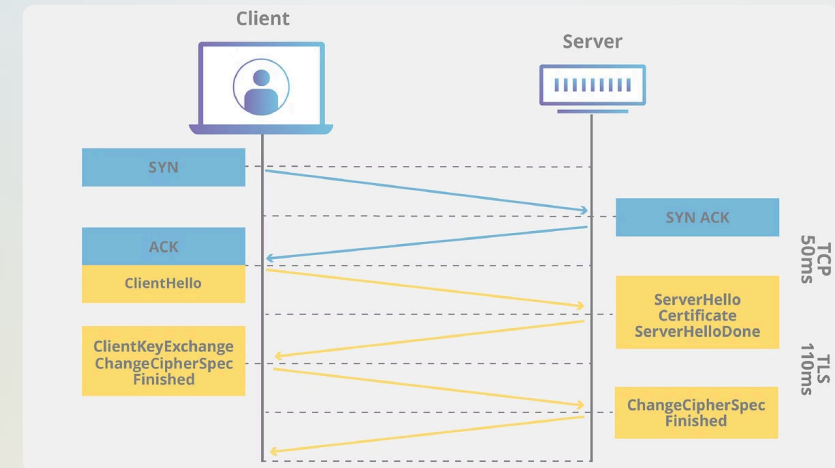 Client
Server
SYN
SYN ACK
ACK
ClientHello
TCP
50ms
ServerHello
Certificate
ServerHelloDone
ClientKeyExchange
ChangeCipherSpec
Finished
TLS
110ms
ChangeCipherSpec
Finished